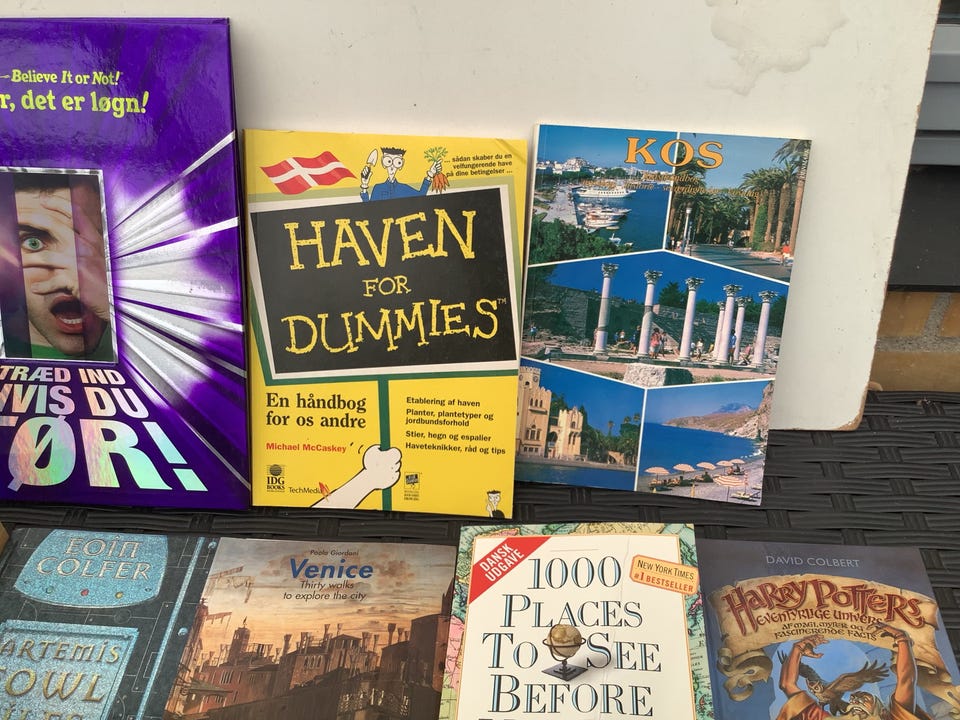 – Believe It or Not!
r, det er løgn!
TRÆD IND
VIS DU
TØR!
... sådan skaber du en
velfungerende have
på dine betingelser ...
HAVEN
FOR
DUMMIES™
En håndbog
for os andre
Michael McCaskey
IDG
BOOKS
TechMedia
Etablering af haven
Planter, plantetyper og
jordbundsforhold
Stier, hegn og espalier
Haveteknikker, råd og tips
KOS
EOIN
COLFER
ARTEMIS
FOWL
Paola Giordani
Venice
Thirty walks
to explore the city
DANSK
UDGAVE
NEW YORK TIMES
#1 BESTSELLER
1000
PLACES
TO SEE
BEFORE
DAVID COLBERT
HARRY POTTERS
EVENTYRLIGE UNIVERS
AF MAGI, MYTER OG
FASCINERENDE FACTS